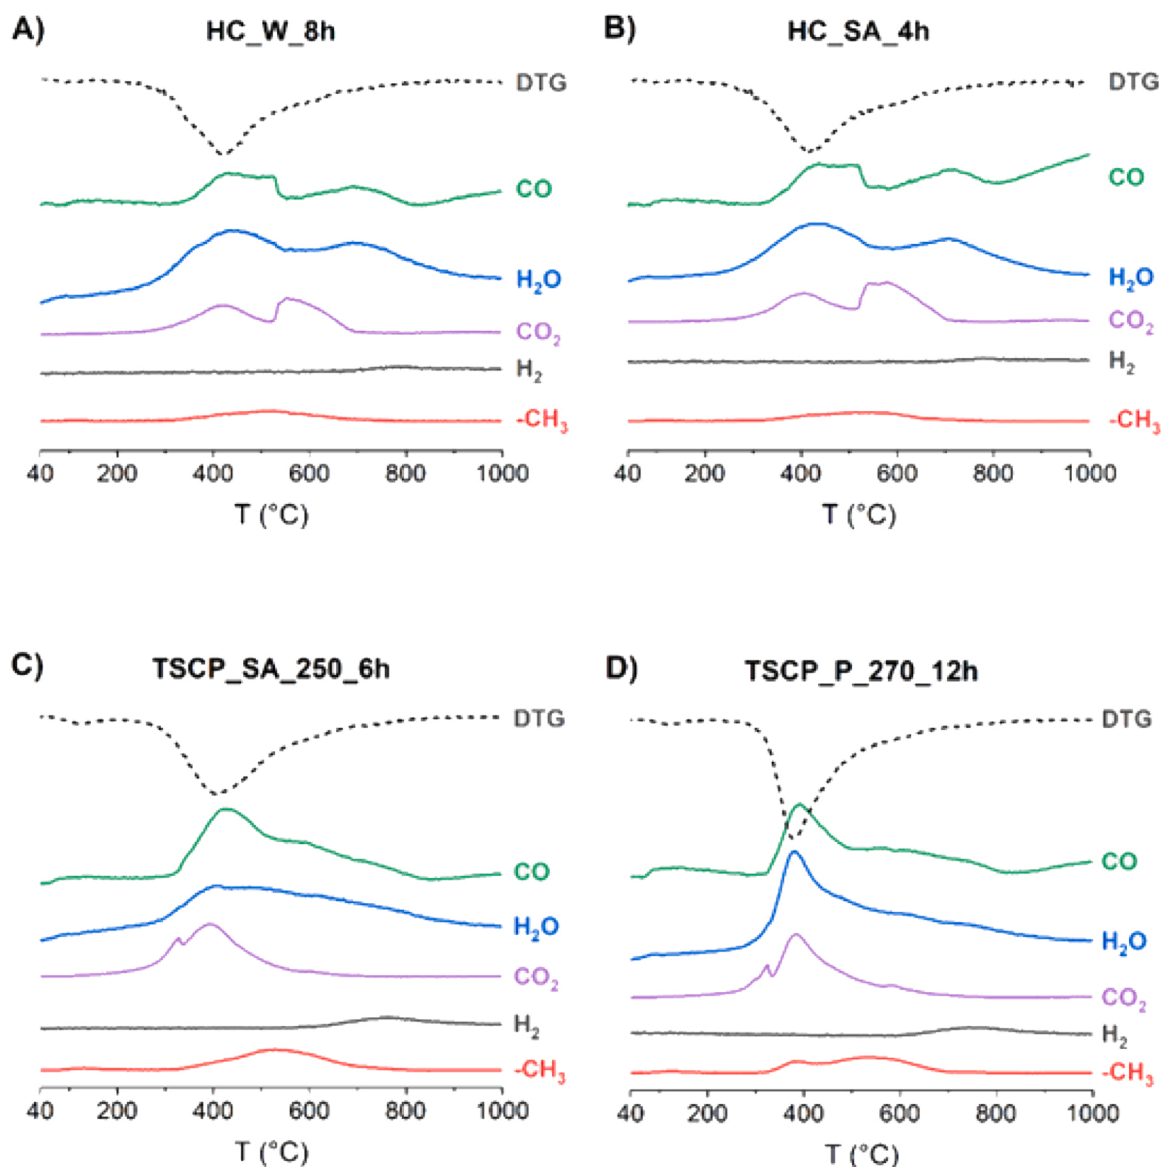 A) HC_W_8h
DTG
CO
H₂O
CO₂
H₂
-CH₃
40 200 400 600 800 1000
T (°C)
B) HC_SA_4h
DTG
CO
H₂O
CO₂
H₂
-CH₃
40 200 400 600 800 1000
T (°C)
C) TSCP_SA_250_6h
DTG
CO
H₂O
CO₂
H₂
-CH₃
40 200 400 600 800 1000
T (°C)
D) TSCP_P_270_12h
DTG
CO
H₂O
CO₂
H₂
-CH₃
40 200 400 600 800 1000
T (°C)